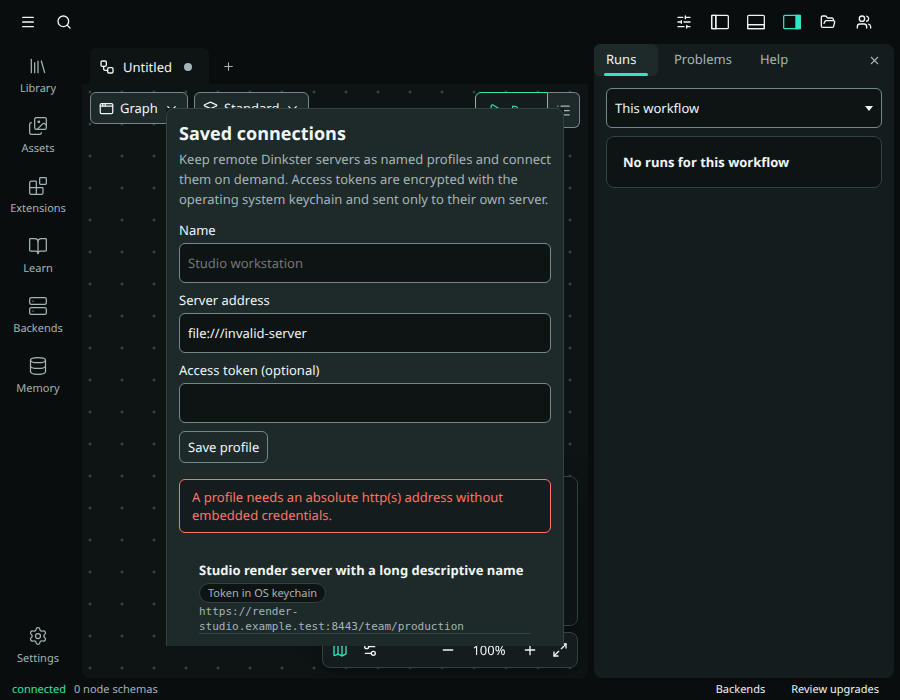 Untitled
Runs
Problems
Help
Library
Assets
Extensions
Learn
Backends
Memory
Settings
Graph
Standard
This workflow
No runs for this workflow
Saved connections
Keep remote Dinkster servers as named profiles and connect
them on demand. Access tokens are encrypted with the
operating system keychain and sent only to their own server.
Name
Studio workstation
Server address
file:///invalid-server
Access token (optional)
Save profile
A profile needs an absolute http(s) address without
embedded credentials.
Studio render server with a long descriptive name
Token in OS keychain
https://render-
studio.example.test:8443/team/production
100%
connected
0 node schemas
Backends
Review upgrades